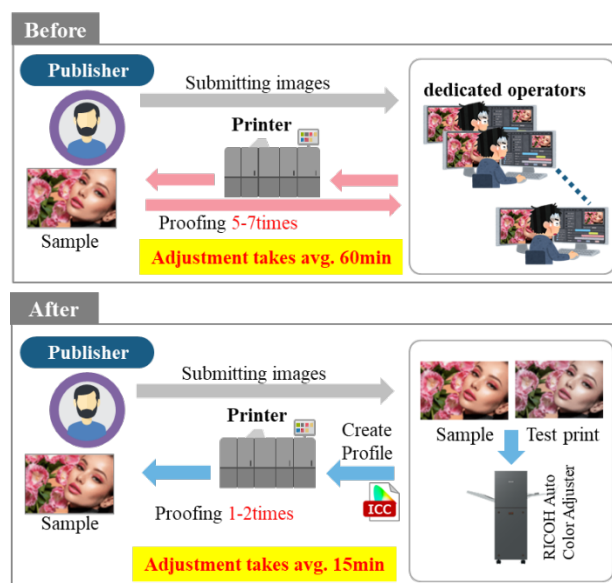 Before
Publisher
Submitting images
dedicated operators
Printer
Sample
Proofing 5-7times
Adjustment takes avg. 60min
After
Publisher
Submitting images
Printer
Create
Profile
ICC
Sample
Proofing 1-2times
Adjustment takes avg. 15min
Sample
Test print
RICOH Auto
Color Adjuster